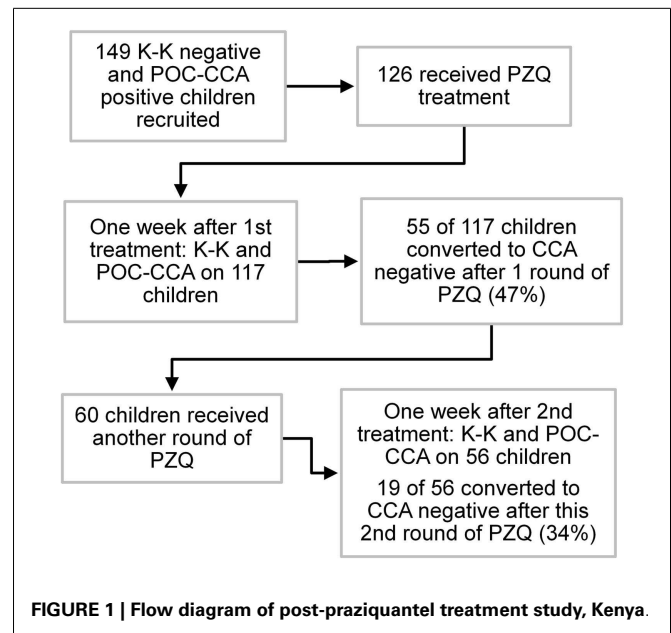 149 K-K negative
and POC-CCA
positive children
recruited
126 received PZQ
treatment
One week after 1st
treatment: K-K and
POC-CCA on 117
children
55 of 117 children
converted to CCA
negative after 1 round
of PZQ (47%)
60 children received
another round of
PZQ
One week after 2nd
treatment: K-K and POC-
CCA on 56 children
19 of 56 converted to
CCA negative after this
2nd round of PZQ (34%)
FIGURE 1 | Flow diagram of post-praziquantel treatment study, Kenya.